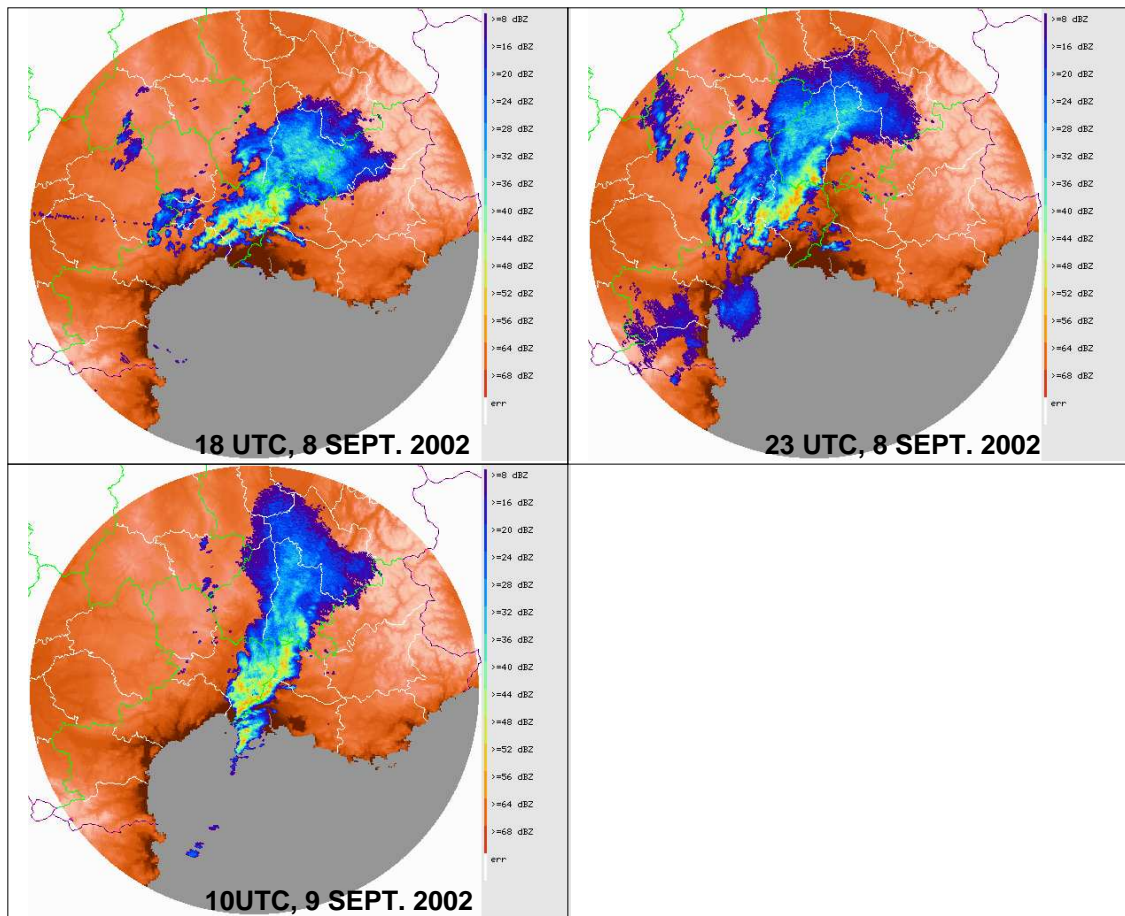 >=8 dBZ
>=16 dBZ
>=20 dBZ
>=24 dBZ
>=28 dBZ
>=32 dBZ
>=36 dBZ
>=40 dBZ
>=44 dBZ
>=48 dBZ
>=52 dBZ
>=56 dBZ
>=64 dBZ
>=68 dBZ
err
18 UTC, 8 SEPT. 2002
>=8 dBZ
>=16 dBZ
>=20 dBZ
>=24 dBZ
>=28 dBZ
>=32 dBZ
>=36 dBZ
>=40 dBZ
>=44 dBZ
>=48 dBZ
>=52 dBZ
>=56 dBZ
>=64 dBZ
>=68 dBZ
err
23 UTC, 8 SEPT. 2002
>=8 dBZ
>=16 dBZ
>=20 dBZ
>=24 dBZ
>=28 dBZ
>=32 dBZ
>=36 dBZ
>=40 dBZ
>=44 dBZ
>=48 dBZ
>=52 dBZ
>=56 dBZ
>=64 dBZ
>=68 dBZ
err
10UTC, 9 SEPT. 2002